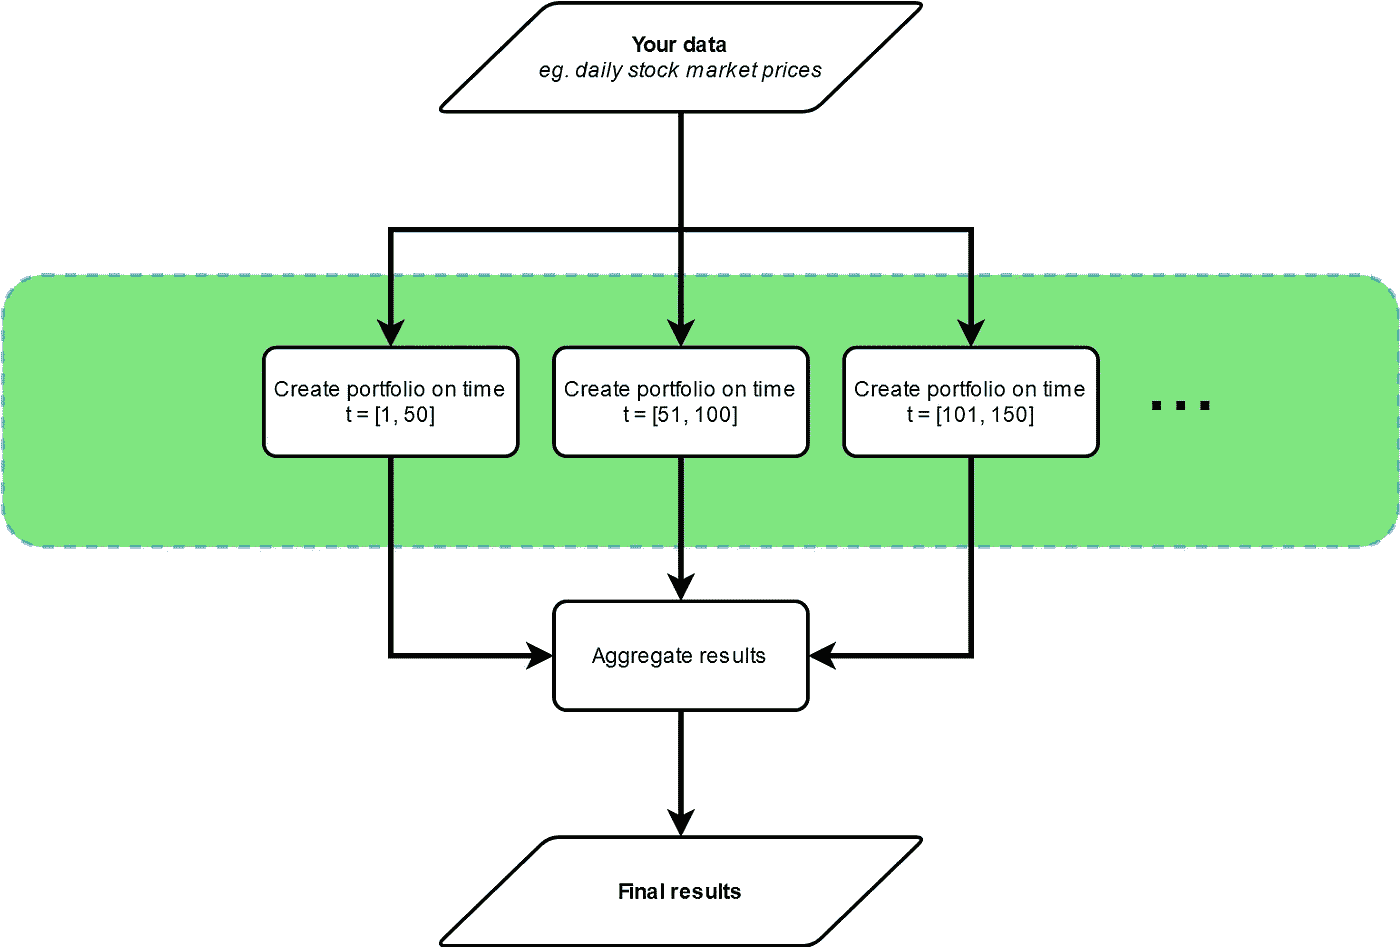 Your data
eg. daily stock market prices
Create portfolio on time
t = [1, 50]
Create portfolio on time
t = [51, 100]
Create portfolio on time
t = [101, 150]
...
Aggregate results
Final results